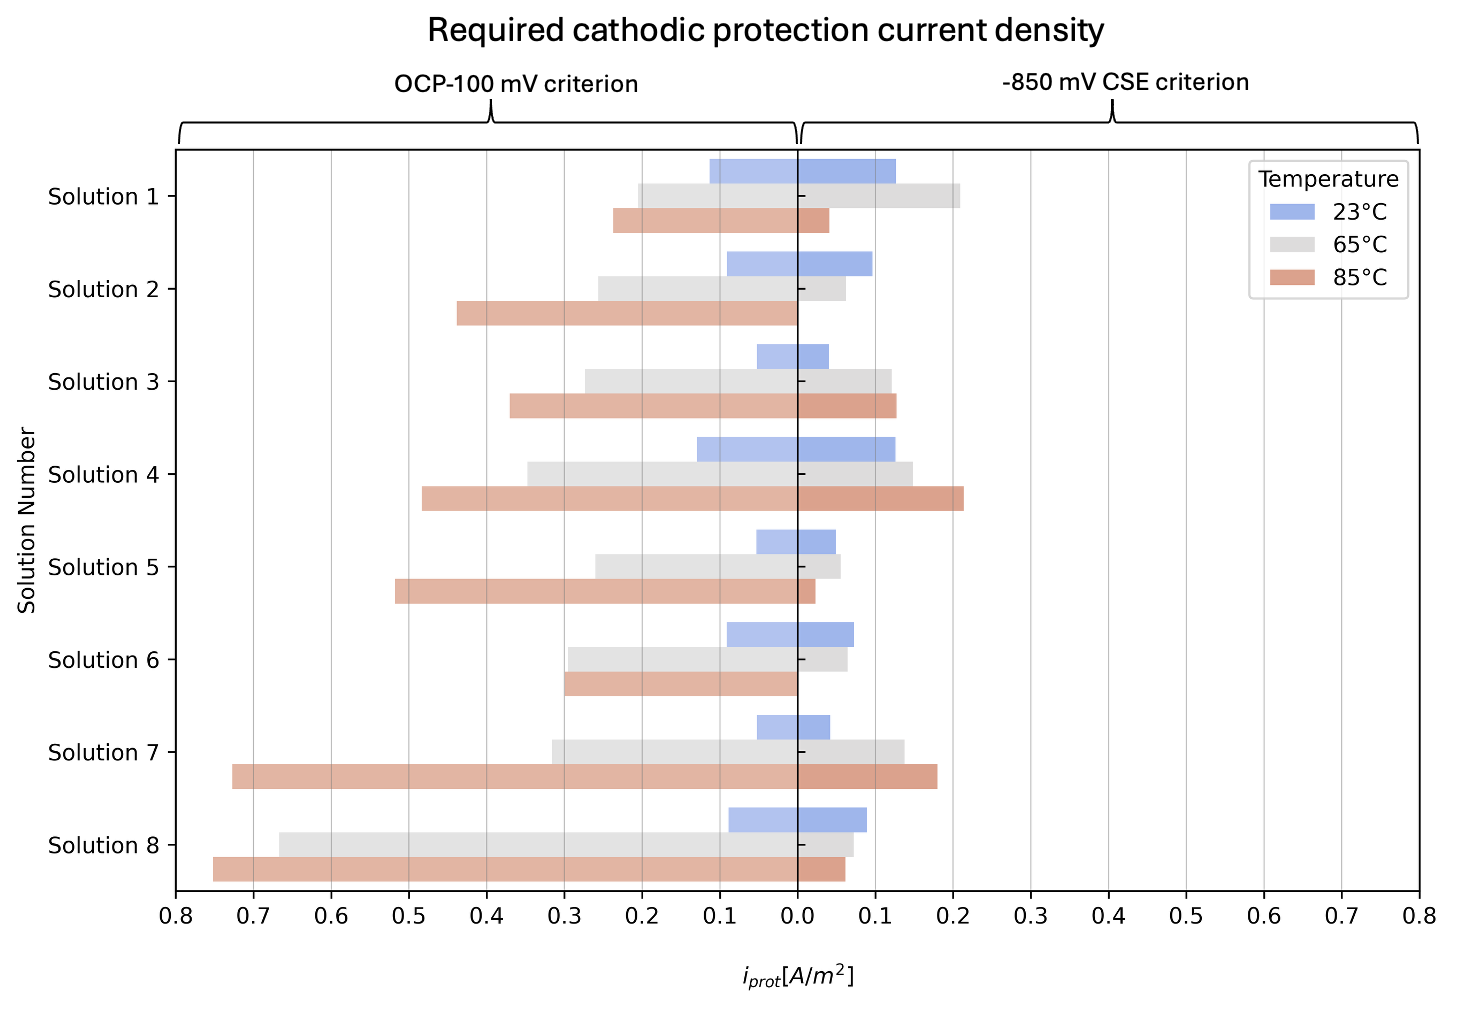 Required cathodic protection current density
OCP-100 mV criterion
-850 mV CSE criterion
Temperature
23°C
65°C
85°C
Solution Number
Solution 1
Solution 2
Solution 3
Solution 4
Solution 5
Solution 6
Solution 7
Solution 8
0.8 0.7 0.6 0.5 0.4 0.3 0.2 0.1 0.0 0.1 0.2 0.3 0.4 0.5 0.6 0.7 0.8
i_prot[A/m²]